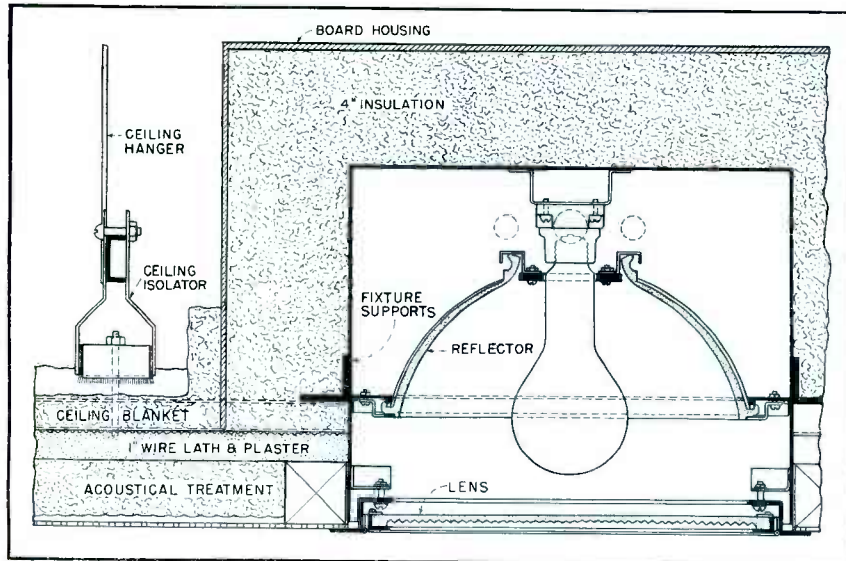 BOARD HOUSING
4" INSULATION
CEILING
HANGER
CEILING
ISOLATOR
FIXTURE
SUPPORTS
REFLECTOR
CEILING BLANKET
1" WIRE LATH & PLASTER
ACOUSTICAL TREATMENT
LENS